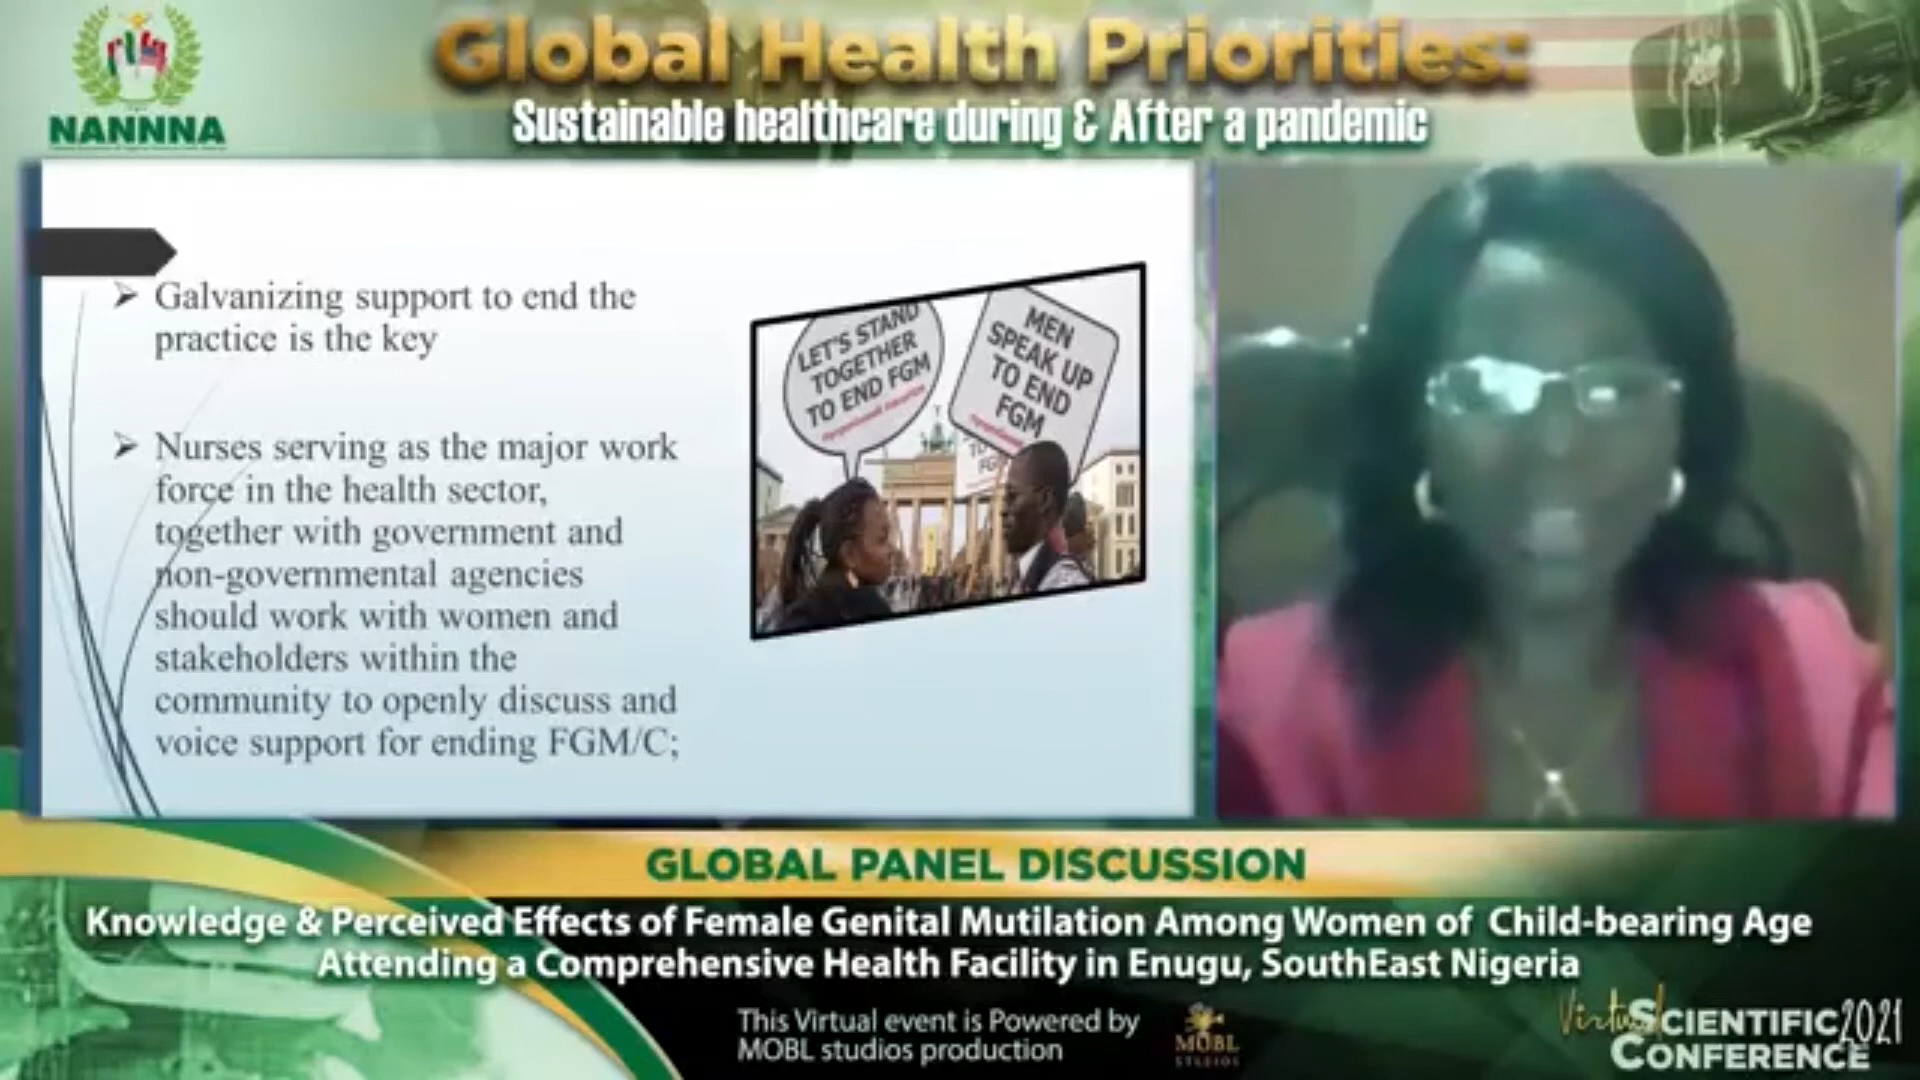 NANNNA
Global Health Priorities:
Sustainable healthcare during & After a pandemic
➢ Galvanizing support to end the
practice is the key
➢ Nurses serving as the major work
force in the health sector,
together with government and
non-governmental agencies
should work with women and
stakeholders within the
community to openly discuss and
voice support for ending FGM/C;
LET'S STAND
TOGETHER
TO END FGM
MEN
SPEAK UP
TO END
FGM
GLOBAL PANEL DISCUSSION
Knowledge & Perceived Effects of Female Genital Mutilation Among Women of Child-bearing Age
Attending a Comprehensive Health Facility in Enugu, SouthEast Nigeria
This Virtual event is Powered by
MOBL studios production
MOBL
STUDIOS
Virtual SCIENTIFIC 2021
CONFERENCE